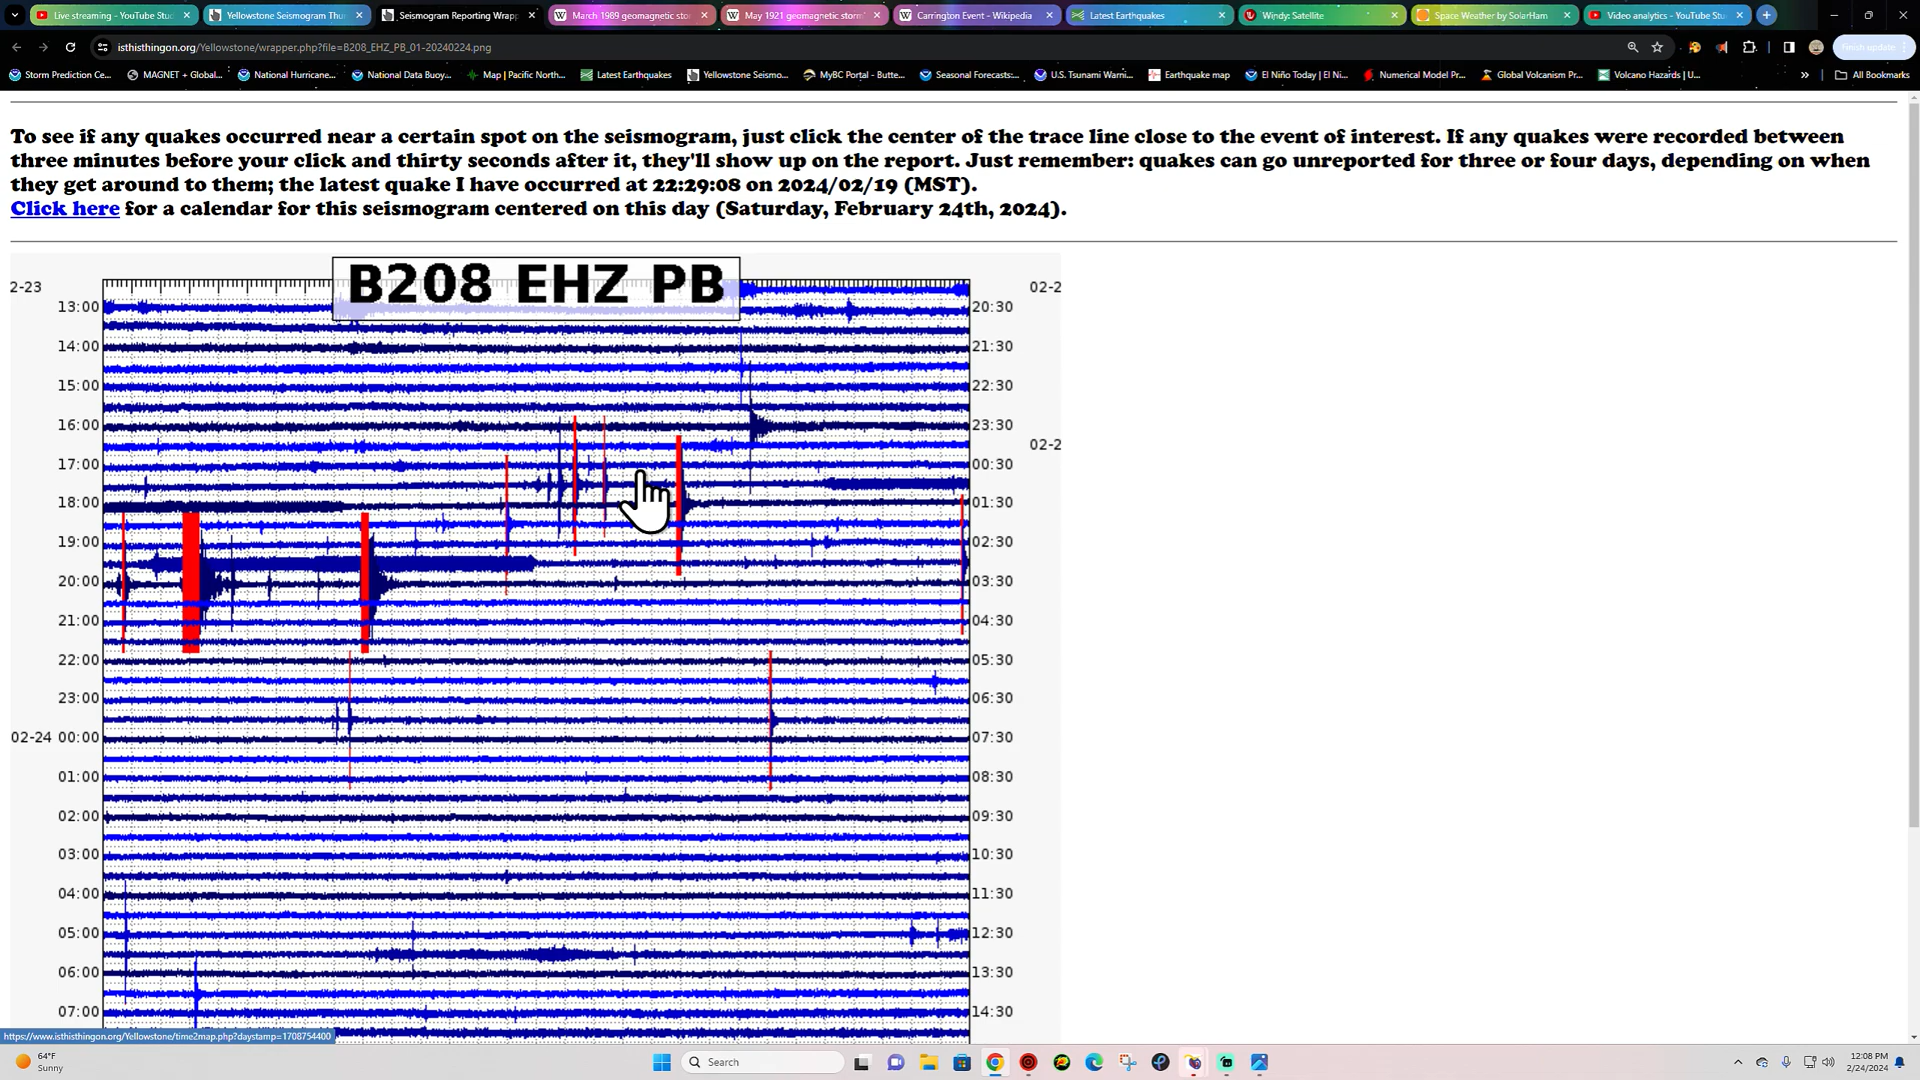 Live streaming - YouTube Stu
Yellowstone Seismogram Thu
Seismogram Reporting Wrapp
March 1989 geomagnetic sto
May 1921 geomagnetic storm
Carrington Event - Wikipedia
Latest Earthquakes
Windy: Satellite
Space Weather by SolarHam
Video analytics - YouTube Stu
isthisthingon.org/Yellowstone/wrapper.php?file=B208_EHZ_PB_01-20240224.png
Finish update
Storm Prediction Ce...
MAGNET + Global...
National Hurricane...
National Data Buoy...
Map | Pacific North...
Latest Earthquakes
Yellowstone Seismo...
MyBC Portal - Butte...
Seasonal Forecasts:...
U.S. Tsunami Warni...
Earthquake map
El Niño Today | El Ni...
Numerical Model Pr...
Global Volcanism Pr...
Volcano Hazards | U...
All Bookmarks
To see if any quakes occurred near a certain spot on the seismogram, just click the center of the trace line close to the event of interest. If any quakes were recorded between
three minutes before your click and thirty seconds after it, they'll show up on the report. Just remember: quakes can go unreported for three or four days, depending on when
they get around to them; the latest quake I have occurred at 22:29:08 on 2024/02/19 (MST).
Click here for a calendar for this seismogram centered on this day (Saturday, February 24th, 2024).
B208 EHZ PB
2-23 02-2
13:00 20:30
14:00 21:30
15:00 22:30
16:00 23:30
02-2
17:00 00:30
18:00 01:30
19:00 02:30
20:00 03:30
21:00 04:30
22:00 05:30
23:00 06:30
02-24 00:00 07:30
01:00 08:30
02:00 09:30
03:00 10:30
04:00 11:30
05:00 12:30
06:00 13:30
07:00 14:30
https://www.isthisthingon.org/Yellowstone/time2map.php?daystamp=1708754400
64°F
Sunny
Search
12:08 PM
2/24/2024